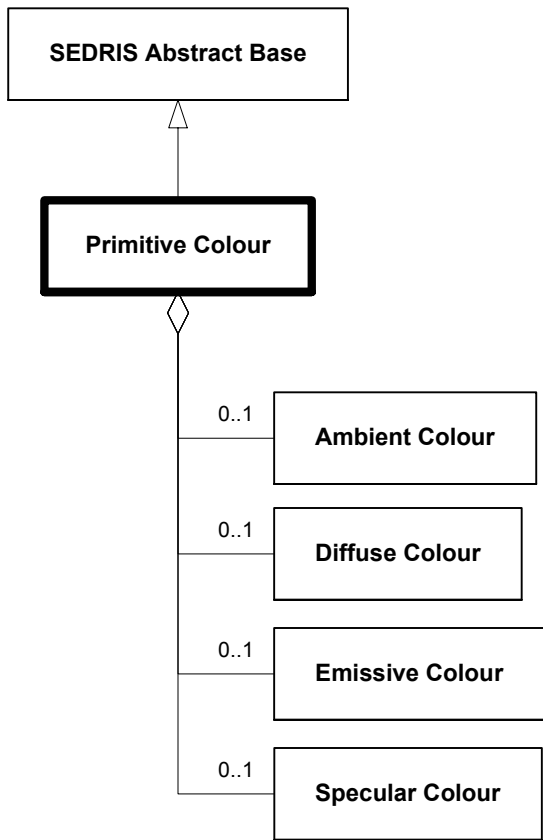 SEDRIS Abstract Base
Primitive Colour
0..1
Ambient Colour
0..1
Diffuse Colour
0..1
Emissive Colour
0..1
Specular Colour